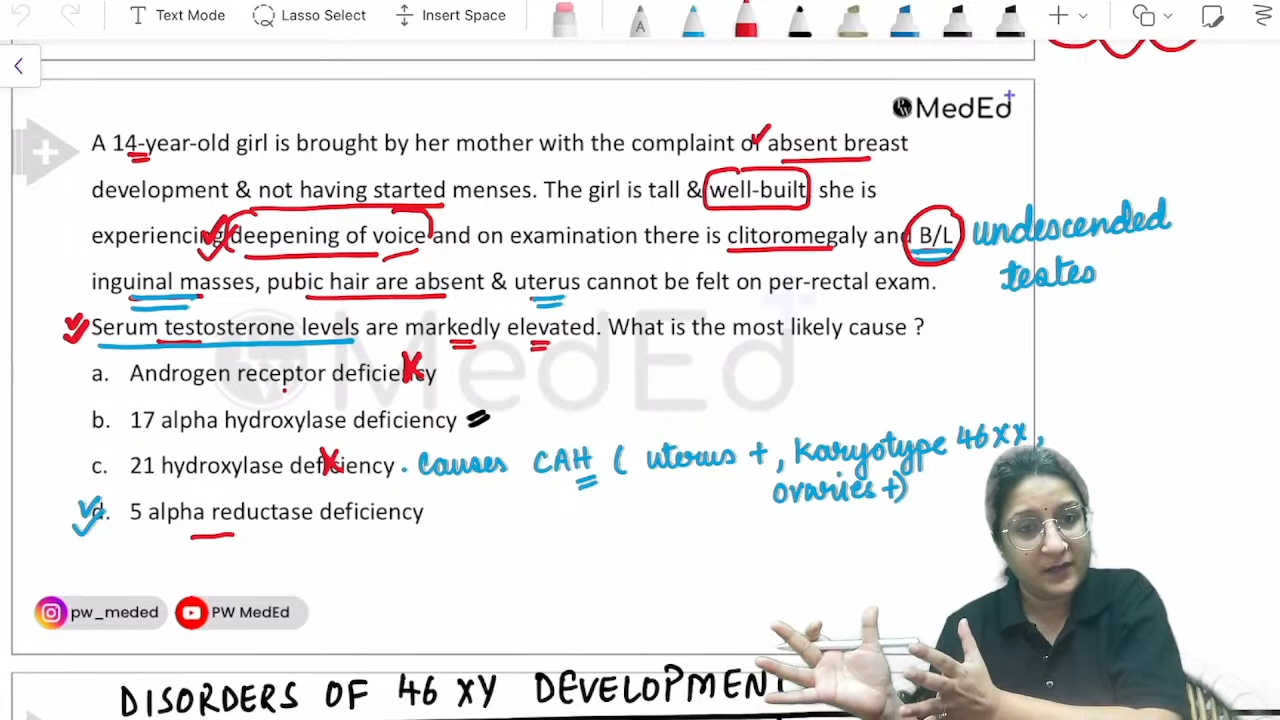 Text Mode Lasso Select Insert Space
A
MedEd+
A 14-year-old girl is brought by her mother with the complaint of absent breast
development & not having started menses. The girl is tall & well-built she is
experiencing deepening of voice and on examination there is clitoromegaly and B/L undescended
testes
inguinal masses, pubic hair are absent & uterus cannot be felt on per-rectal exam.
Serum testosterone levels are markedly elevated. What is the most likely cause ?
a. Androgen receptor deficiency
b. 17 alpha hydroxylase deficiency
c. 21 hydroxylase deficiency . causes CAH ( uterus +, karyotype 46XX,
ovaries +)
d. 5 alpha reductase deficiency
MedEd
pw_meded PW MedEd
DISORDERS OF 46 XY DEVELOPMEN